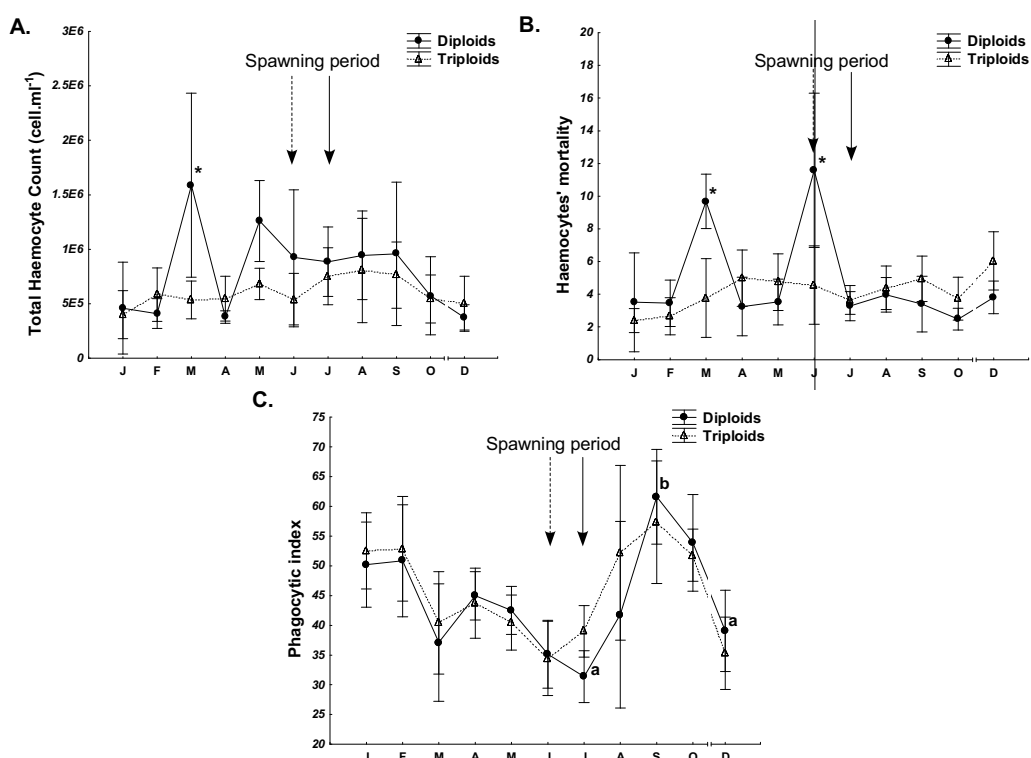 A.
Total Haemocyte Count (cell.ml⁻¹)
3E6
2.5E6
2E6
1.5E6
1E6
5E5
0
Diploids
Triploids
Spawning period
*
J F M A M J J A S O D
B.
Haemocytes' mortality
20
18
16
14
12
10
8
6
4
2
0
Diploids
Triploids
Spawning period
*
*
J F M A M J J A S O D
C.
Phagocytic index
75
70
65
60
55
50
45
40
35
30
25
20
Diploids
Triploids
Spawning period
a
b
a
J F M A M J J A S O D